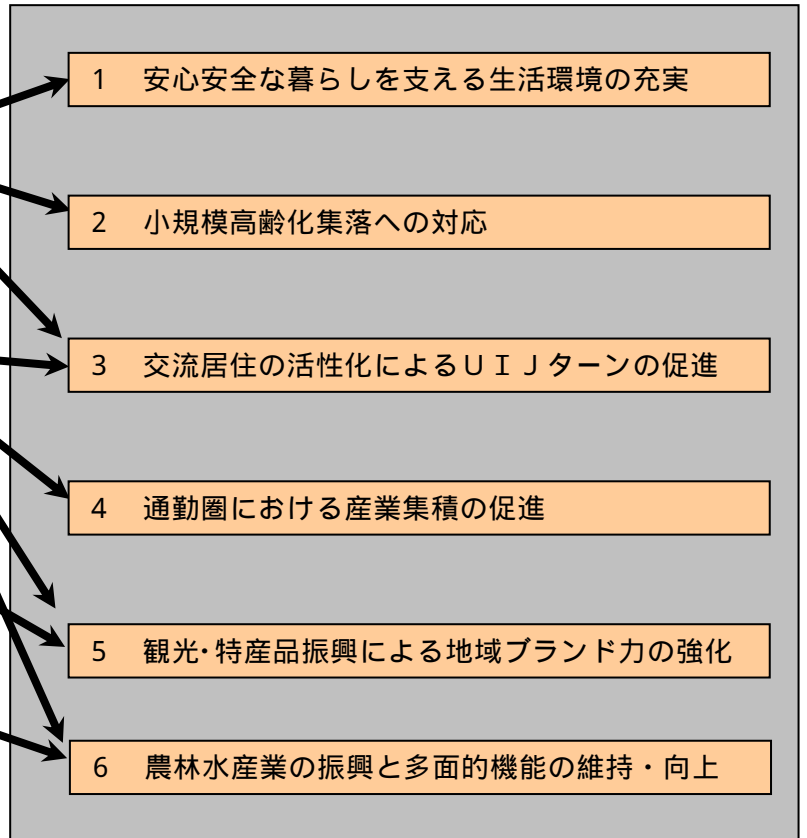 1 安心安全な暮らしを支える生活環境の充実
2 小規模高齢化集落への対応
3 交流居住の活性化によるＵＩＪターンの促進
4 通勤圏における産業集積の促進
5 観光・特産品振興による地域ブランド力の強化
6 農林水産業の振興と多面的機能の維持・向上